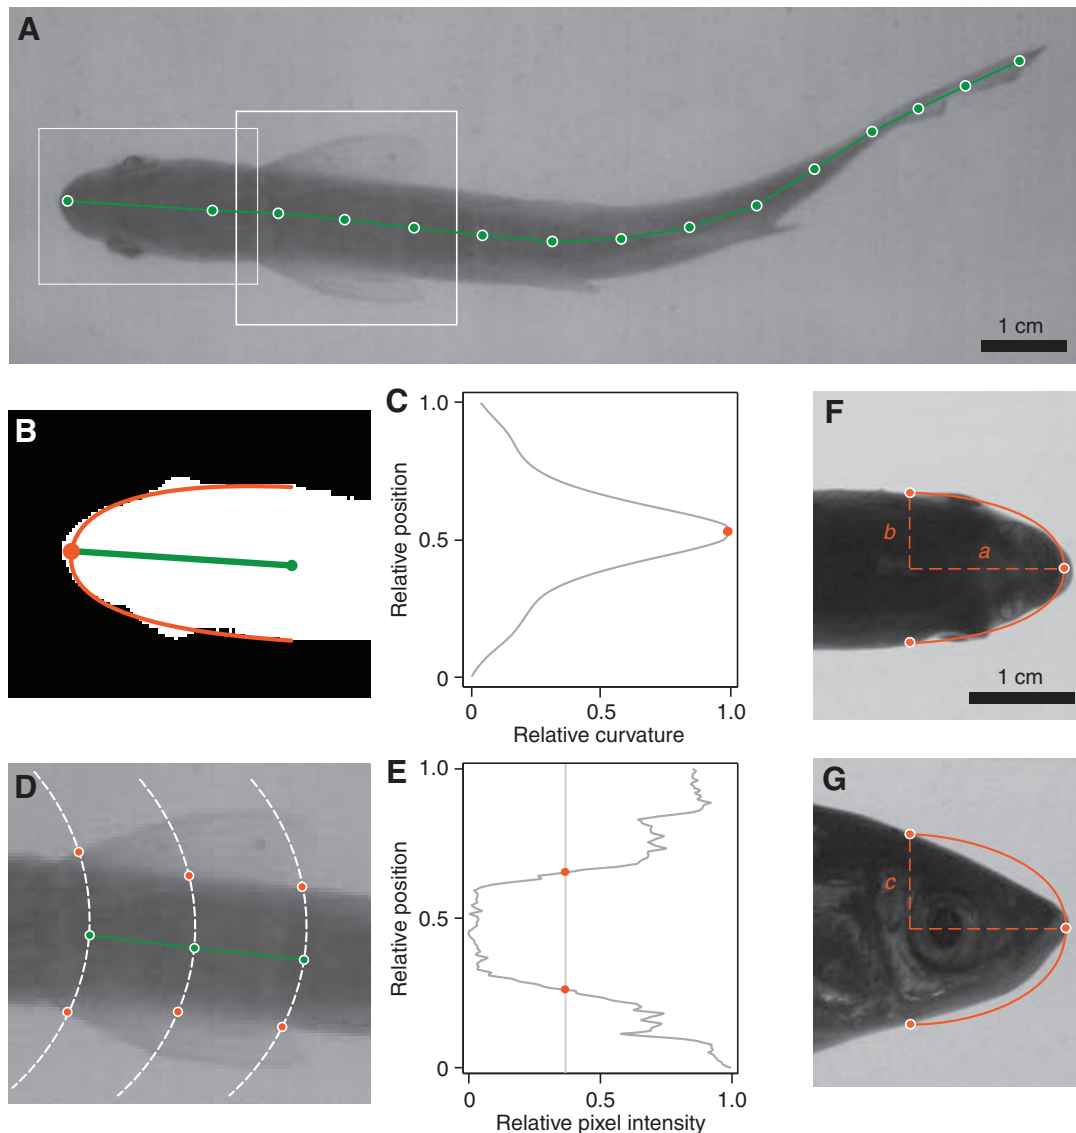 A
1 cm
B
C
1.0
0.5
0
Relative position
0
0.5
1.0
Relative curvature
F
b
a
1 cm
D
E
1.0
0.5
0
Relative position
0
0.5
1.0
Relative pixel intensity
G
c